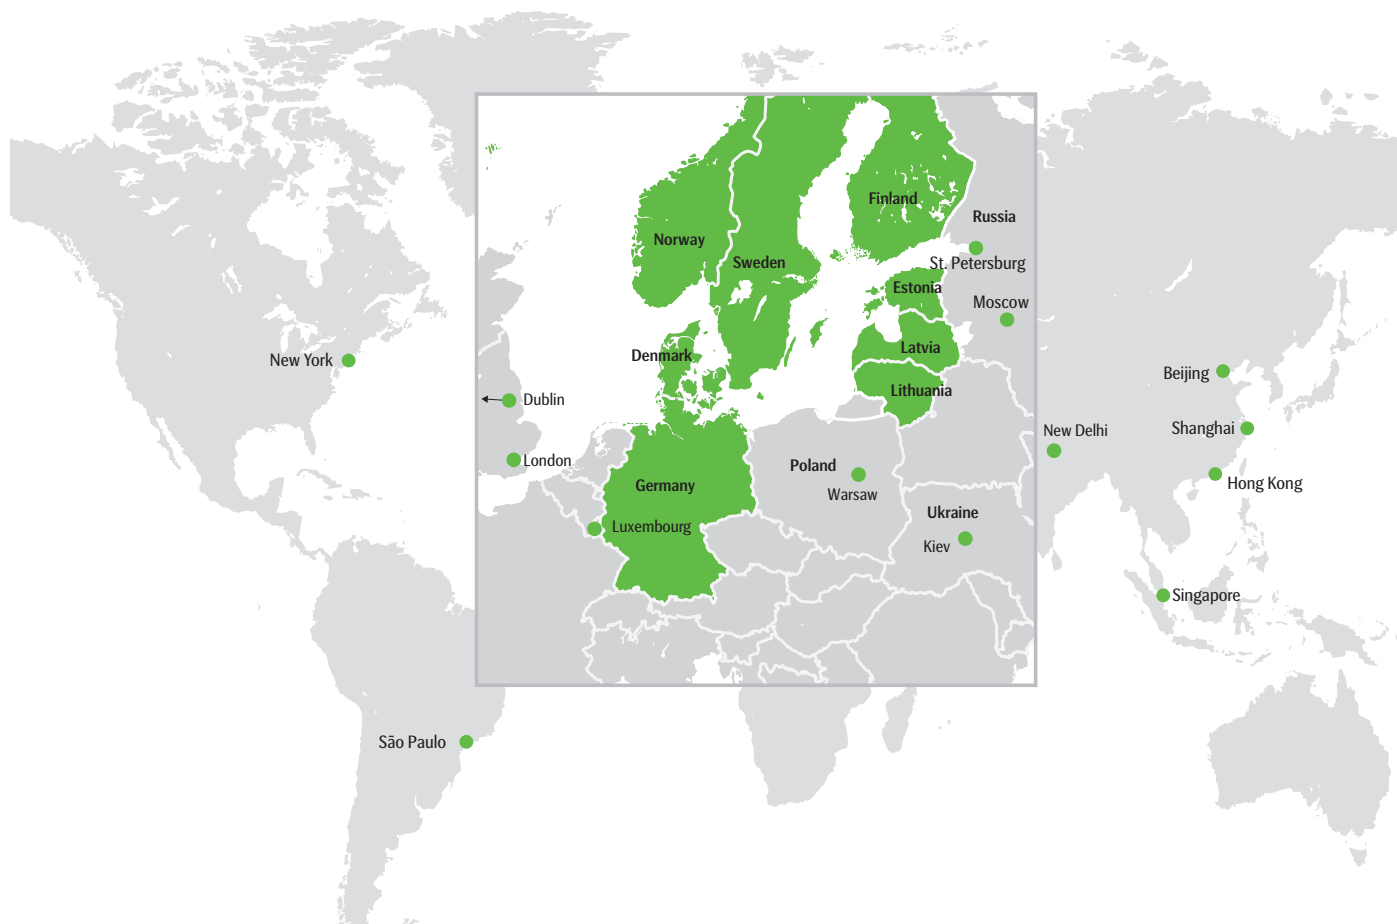 Finland
Russia
Norway
Sweden
St. Petersburg
Estonia
Moscow
Latvia
Denmark
New York
Beijing
Lithuania
Dublin
Shanghai
New Delhi
London
Poland
Hong Kong
Germany
Warsaw
Ukraine
Luxembourg
Kiev
Singapore
São Paulo